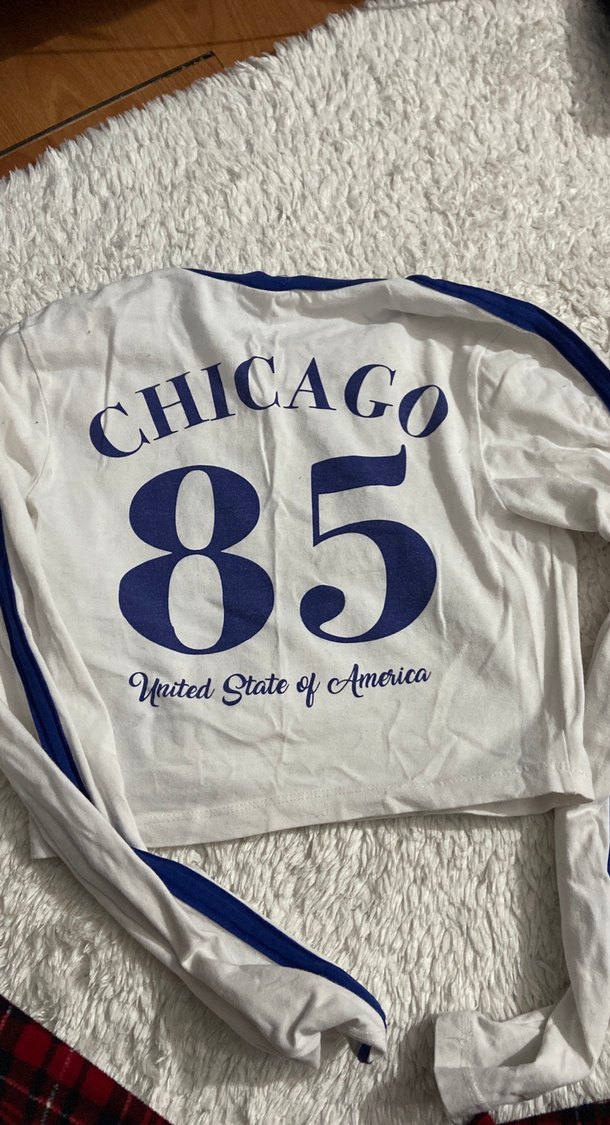 CHICAGO
85
United State of America